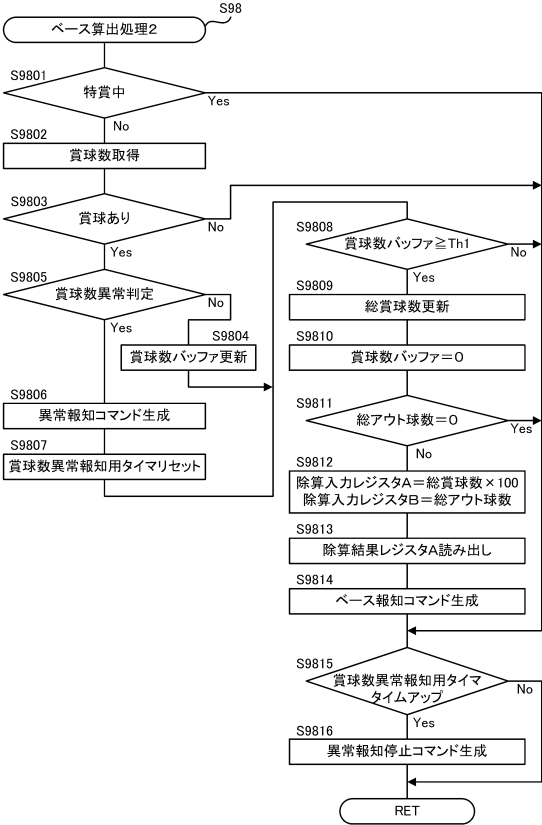 ベース算出処理2
S98
S9801
特賞中
Yes
No
S9802
賞球数取得
S9803
賞球あり
No
Yes
S9805
賞球数異常判定
No
Yes
S9804
賞球数バッファ更新
S9806
異常報知コマンド生成
S9807
賞球数異常報知用タイマリセット
S9808
賞球数バッファ≧Th1
No
Yes
S9809
総賞球数更新
S9810
賞球数バッファ=0
S9811
総アウト球数=0
Yes
No
S9812
除算入力レジスタA=総賞球数×100
除算入力レジスタB=総アウト球数
S9813
除算結果レジスタA読み出し
S9814
ベース報知コマンド生成
S9815
賞球数異常報知用タイマ
タイムアップ
No
Yes
S9816
異常報知停止コマンド生成
RET